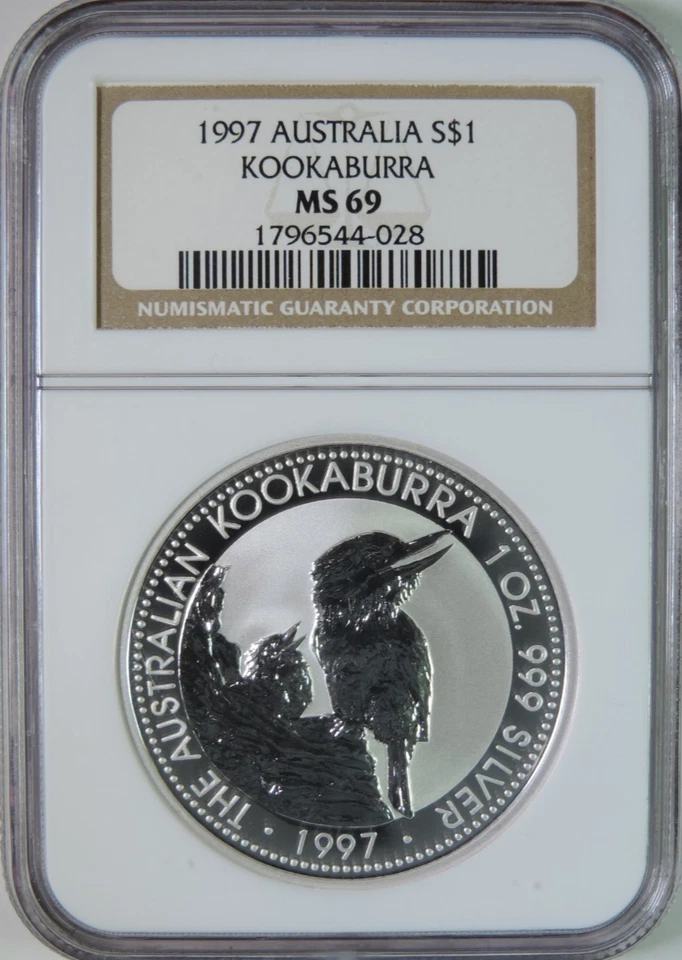 1997 AUSTRALIA S$1
KOOKABURRA
MS 69
1796544-028
NUMISMATIC GUARANTY CORPORATION
THE AUSTRALIAN KOOKABURRA 1 OZ. 999 SILVER
· 1997 ·